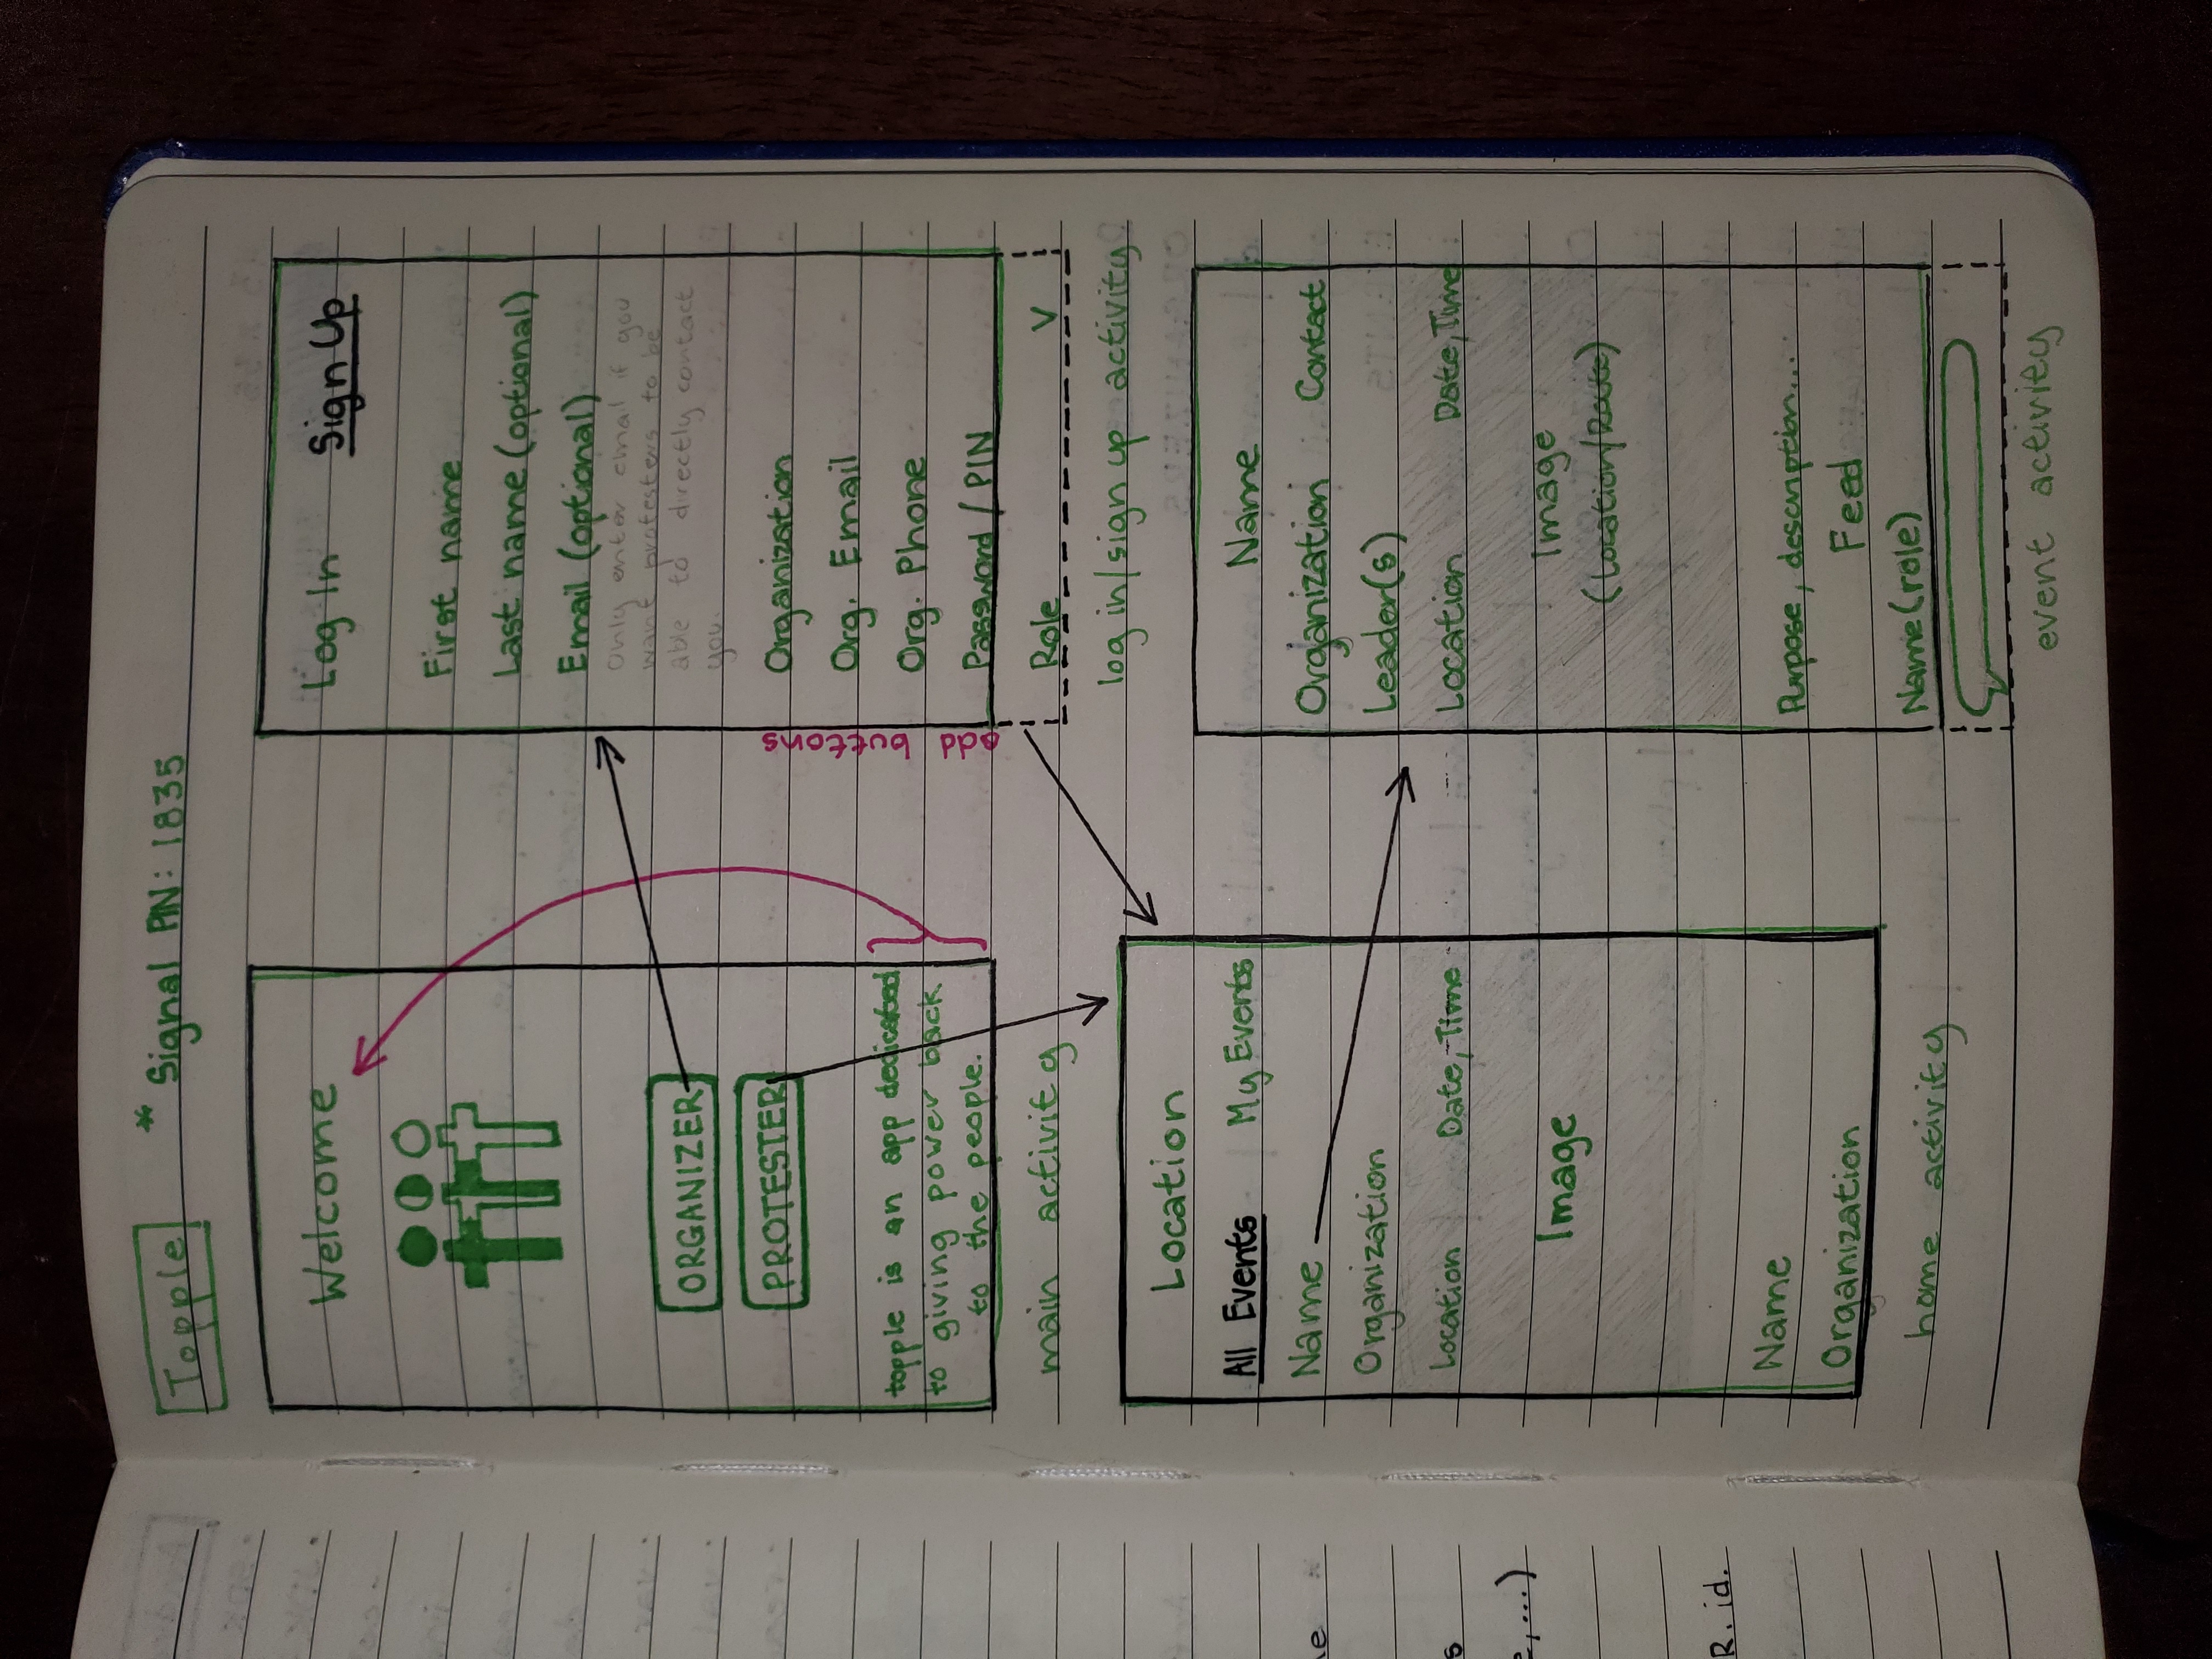 Topple
* Signal PIN: 1835
Welcome
ORGANIZER
PROTESTER
topple is an app dedicated
to giving power back
to the people.
main activity
Log In Sign Up
First name
Last name (optional)
Email (optional)
Only enter email if you
want protesters to be
able to directly contact
you.
Organization
Org. Email
Org. Phone
Password / PIN
Role V
add buttons
log in/sign up activity
Location
All Events My Events
Name
Organization
Location Date, Time
Image
Name
Organization
home activity
Name
Organization Contact
Leader(s)
Location Date, Time
Image
(Location/Route)
Purpose, description...
Feed
Name (role)
event activity
,...)
R. id.